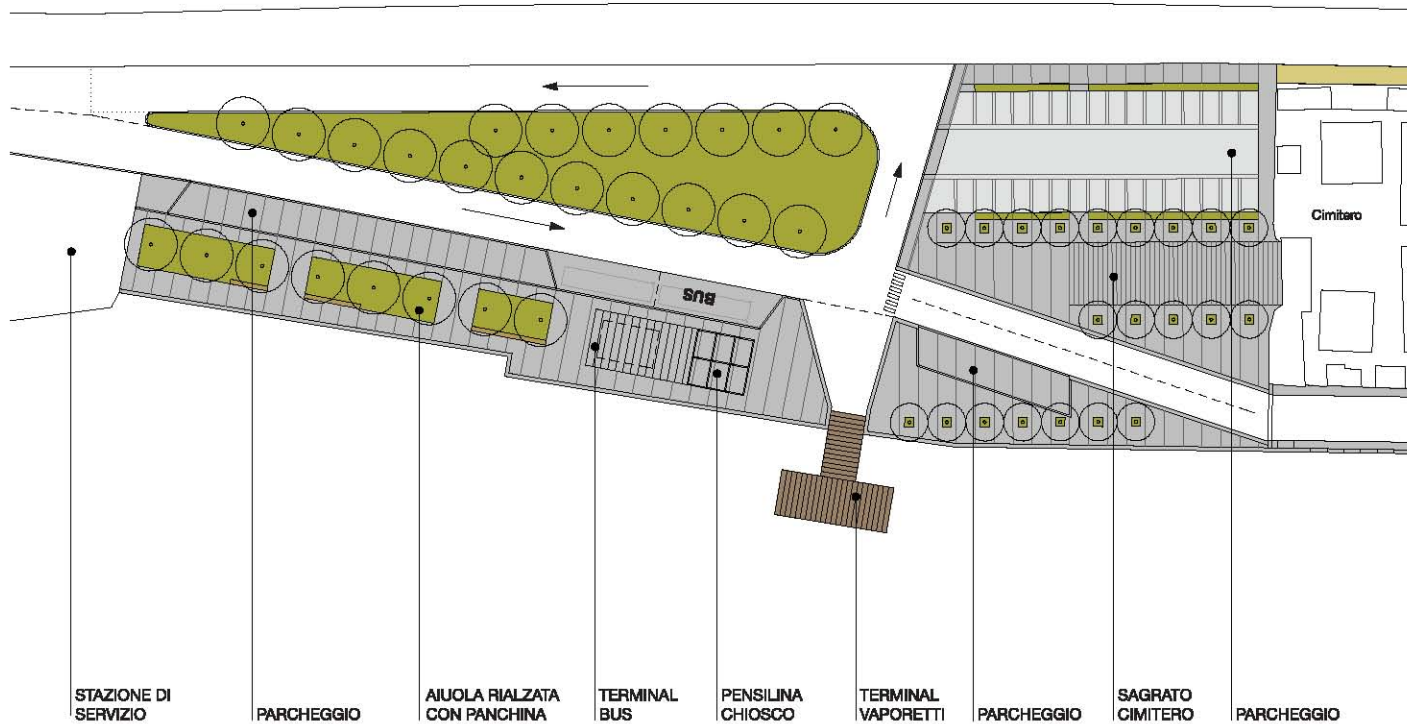 Cimitero
BUS
STAZIONE DI
SERVIZIO
PARCHEGGIO
AIUOLA RIALZATA
CON PANCHINA
TERMINAL
BUS
PENSILINA
CHIOSCO
TERMINAL
VAPORETTI
PARCHEGGIO
SAGRATO
CIMITERO
PARCHEGGIO